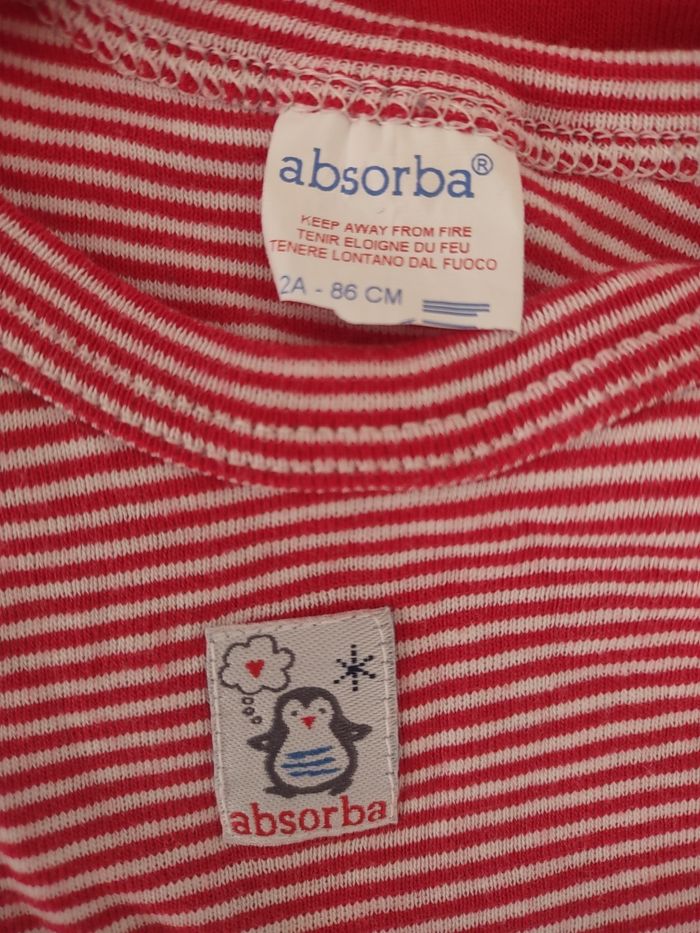 absorba®
KEEP AWAY FROM FIRE
TENIR ELOIGNE DU FEU
TENERE LONTANO DAL FUOCO
2A - 86 CM
absorba